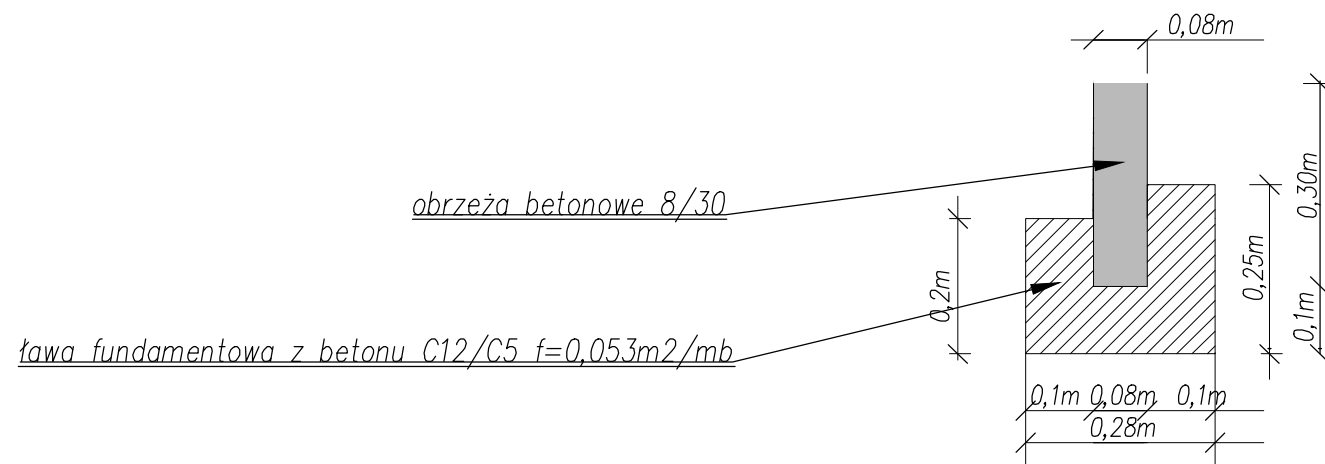 0,08m
obrzeża betonowe 8/30
0,30m
0,25m
0,2m
0,1m
ława fundamentowa z betonu C12/C5 f=0,053m2/mb
0,1m 0,08m 0,1m
0,28m